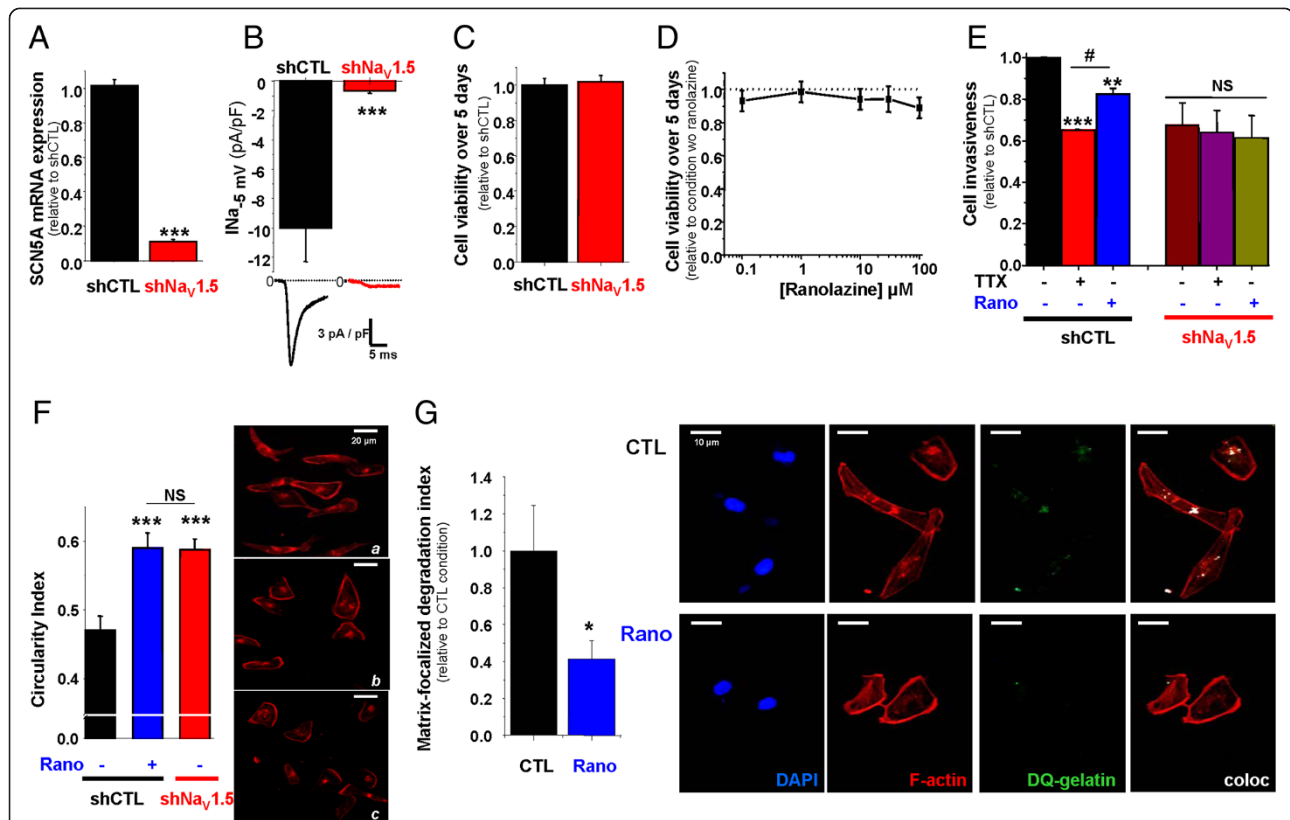 A
SCN5A mRNA expression
(relative to shCTL)
1.0
0.8
0.6
0.4
0.2
0.0
***
shCTL
shNaV1.5
B
shCTL
shNaV1.5
INa-5 mV (pA/pF)
0
-2
-4
-6
-8
-10
-12
***
0
0
3 pA / pF
5 ms
C
Cell viability over 5 days
(relative to shCTL)
1.0
0.8
0.6
0.4
0.2
0.0
shCTL
shNaV1.5
D
Cell viability over 5 days
(relative to condition wo ranolazine)
1.0
0.8
0.6
0.4
0.2
0.0
0.1
1
10
100
[Ranolazine] µM
E
Cell invasiveness
(relative to shCTL)
1.0
0.8
0.6
0.4
0.2
0.0
#
***
**
NS
TTX - + - - + -
Rano - - + - - +
shCTL
shNaV1.5
F
Circularity Index
0.6
0.5
0.4
0.0
NS
***
***
Rano - + -
shCTL
shNaV1.5
20 µm
a
b
c
G
Matrix-focalized degradation index
(relative to CTL condition)
1.4
1.2
1.0
0.8
0.6
0.4
0.2
0.0
*
CTL
Rano
CTL
10 µm
Rano
DAPI
F-actin
DQ-gelatin
coloc